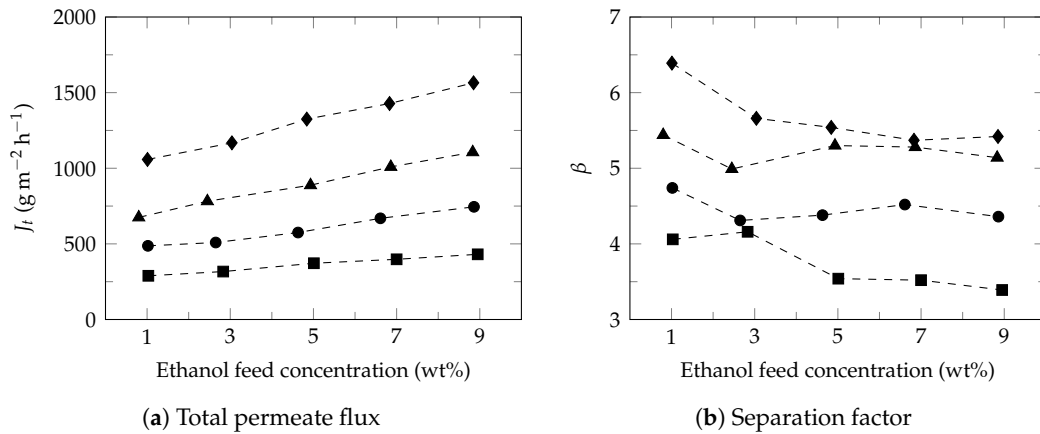 2000
1500
1000
500
0
J_t (g m⁻² h⁻¹)
1 3 5 7 9
Ethanol feed concentration (wt%)
(a) Total permeate flux
7
6
5
4
3
β
1 3 5 7 9
Ethanol feed concentration (wt%)
(b) Separation factor